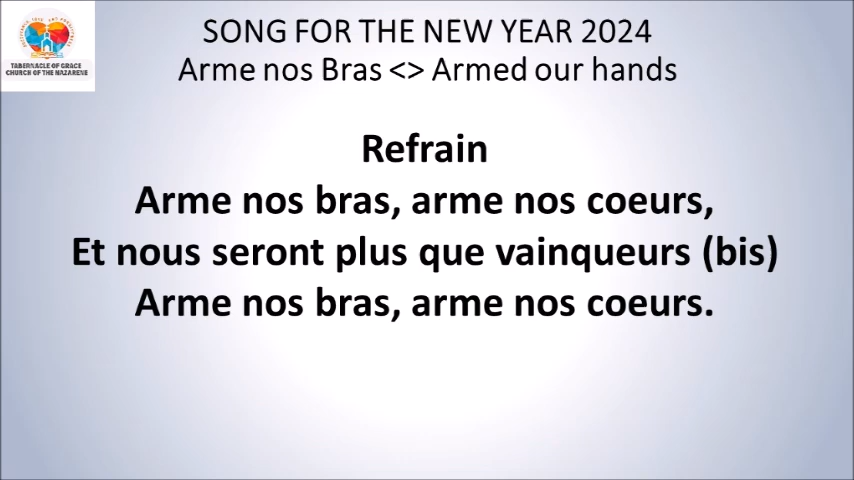 SONG FOR THE NEW YEAR 2024
Arme nos Bras <> Armed our hands
TABERNACLE OF GRACE
CHURCH OF THE NAZARENE
Refrain
Arme nos bras, arme nos coeurs,
Et nous seront plus que vainqueurs (bis)
Arme nos bras, arme nos coeurs.